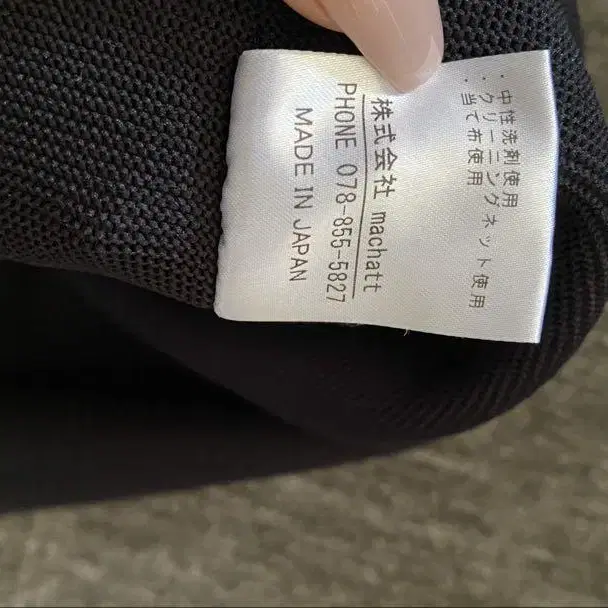 ・中性洗剤使用
・クリーニングネット使用
・当て布使用
株式会社 machatt
PHONE 078-855-5827
MADE IN JAPAN